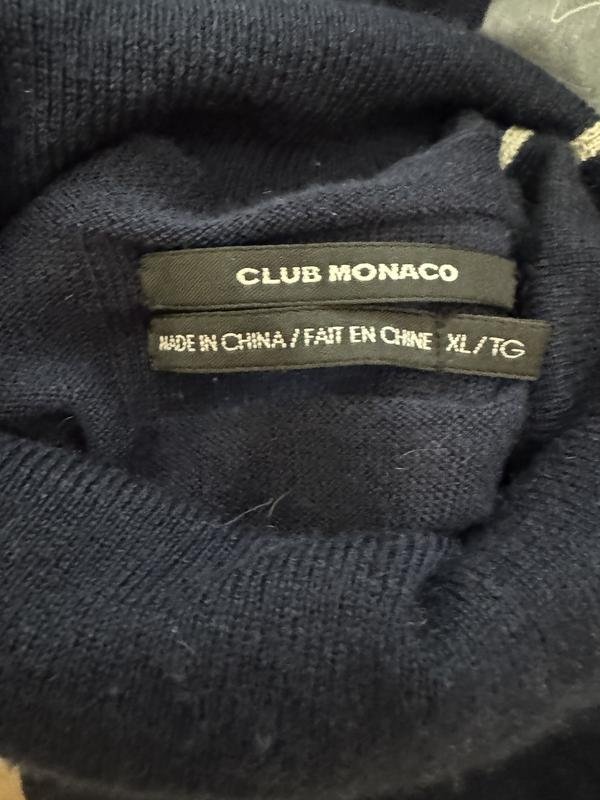 CLUB MONACO
MADE IN CHINA / FAIT EN CHINE XL/TG